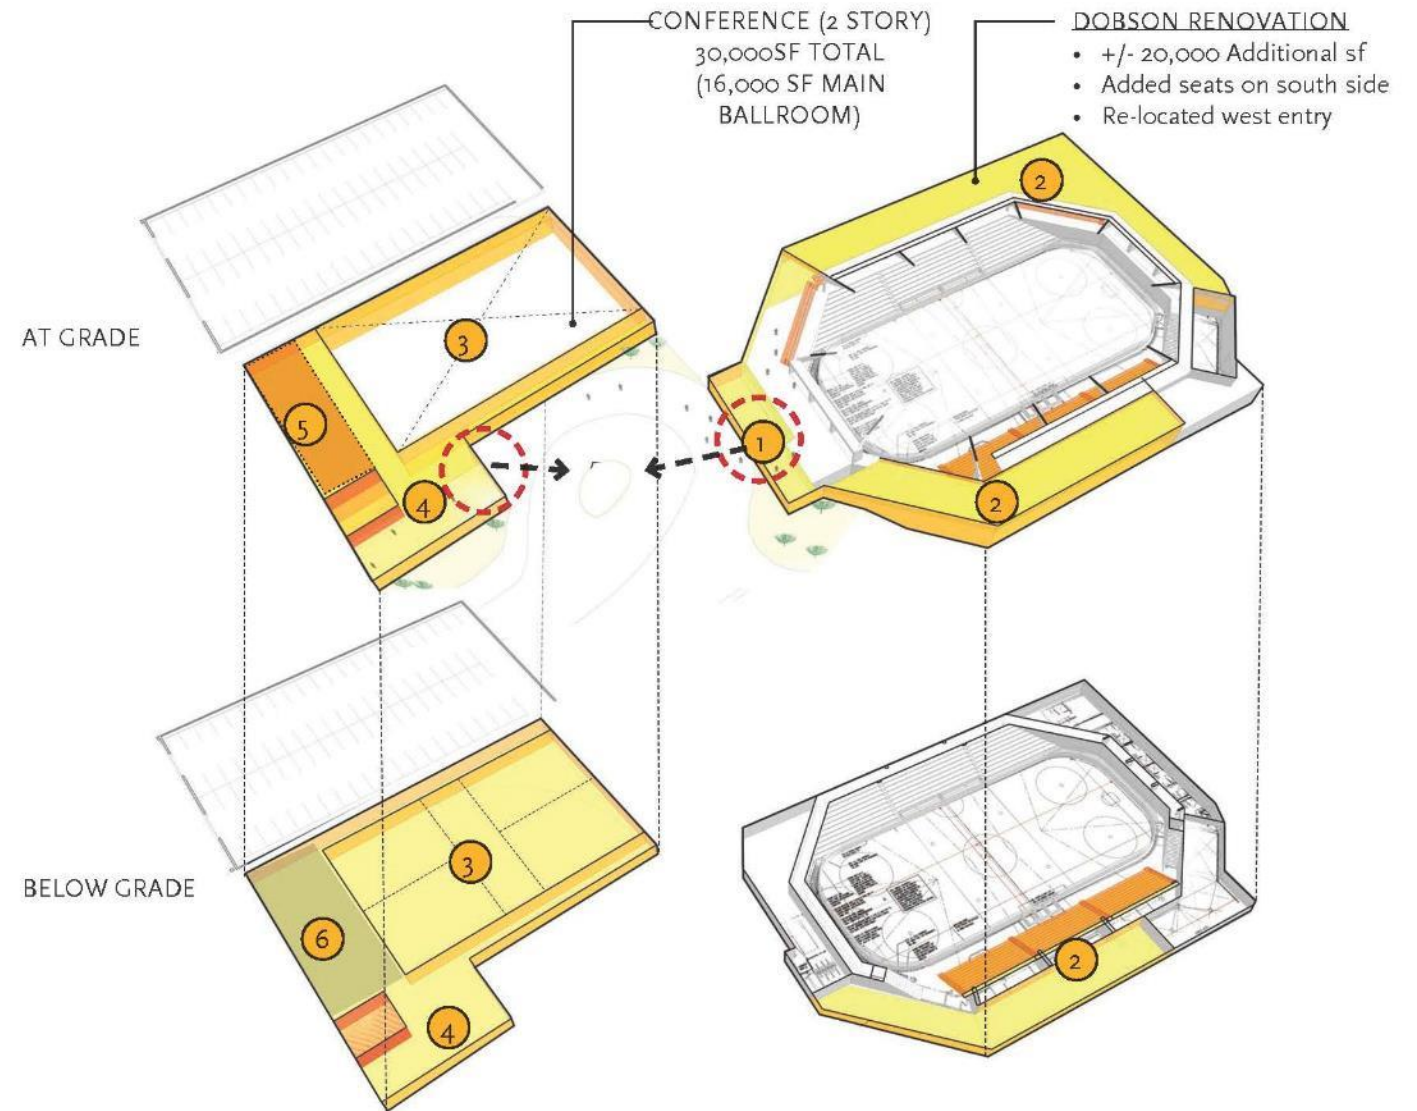 CONFERENCE (2 STORY)
30,000SF TOTAL
(16,000 SF MAIN
BALLROOM)
DOBSON RENOVATION
• +/- 20,000 Additional sf
• Added seats on south side
• Re-located west entry
AT GRADE
2
3
5
1
4
2
BELOW GRADE
3
6
2
4